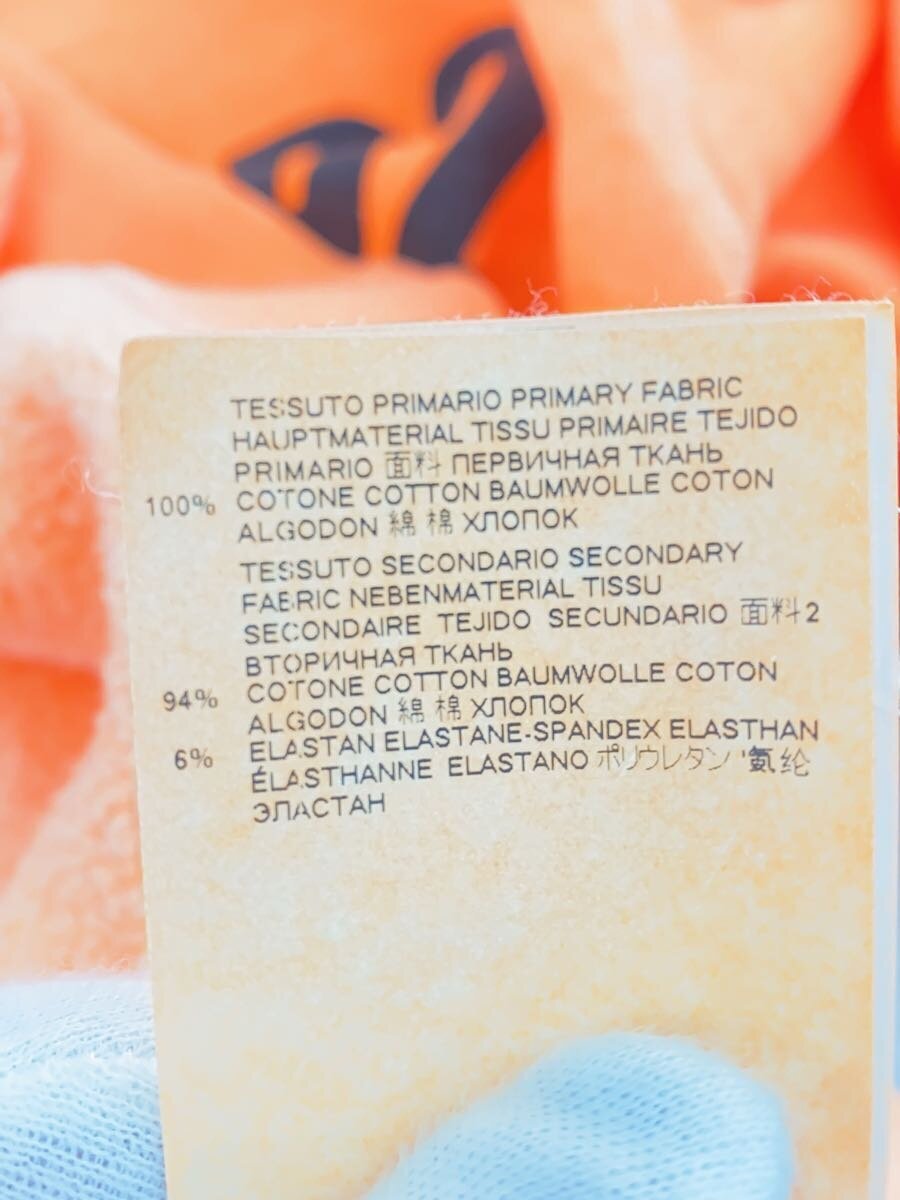 TESSUTO PRIMARIO PRIMARY FABRIC
HAUPTMATERIAL TISSU PRIMAIRE TEJIDO
PRIMARIO 面料 ПЕРВИЧНАЯ ТКАНЬ
100% COTONE COTTON BAUMWOLLE COTON
ALGODON 綿 棉 ХЛОПОК
TESSUTO SECONDARIO SECONDARY
FABRIC NEBENMATERIAL TISSU
SECONDAIRE TEJIDO SECUNDARIO 面料2
ВТОРИЧНАЯ ТКАНЬ
94% COTONE COTTON BAUMWOLLE COTON
ALGODON 綿 棉 ХЛОПОК
6% ELASTAN ELASTANE-SPANDEX ELASTHAN
ÉLASTHANNE ELASTANO ポリウレタン '氨纶
ЭЛАСТАН